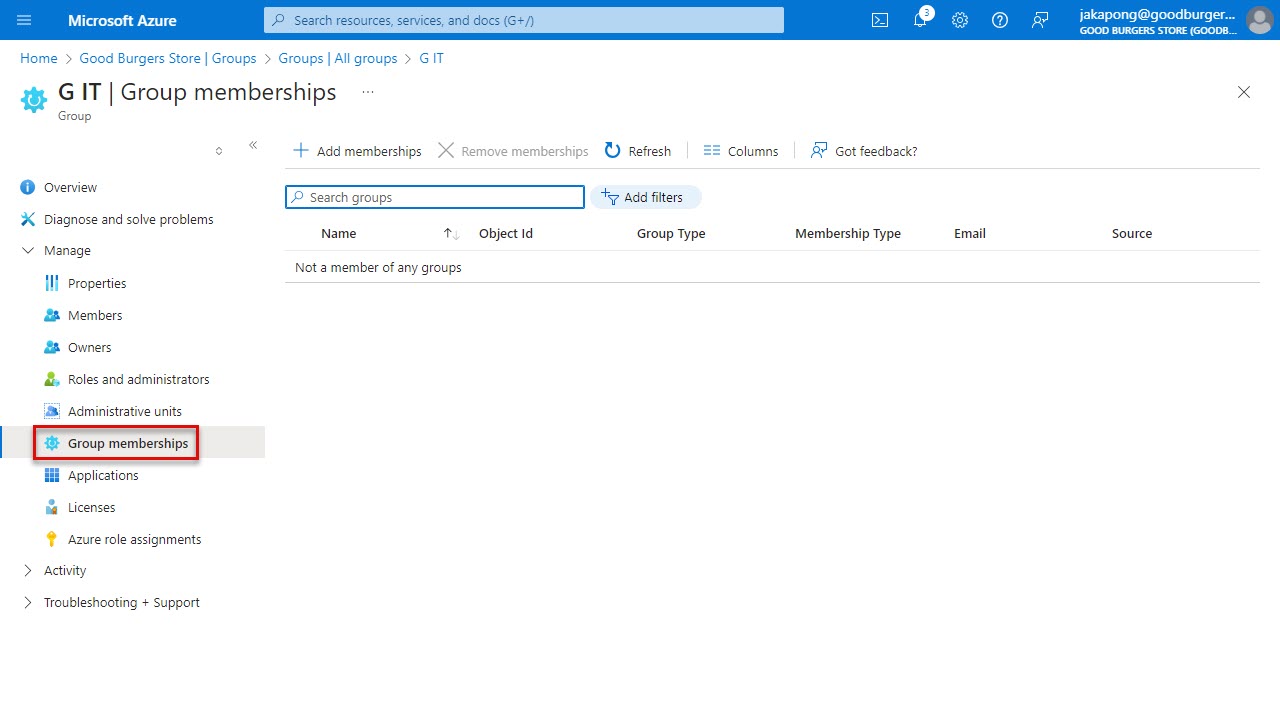 Microsoft Azure
Search resources, services, and docs (G+/)
3
jakapong@goodburger...
GOOD BURGERS STORE (GOODB...
Home > Good Burgers Store | Groups > Groups | All groups > G IT
G IT | Group memberships ...
Group
Add memberships
Remove memberships
Refresh
Columns
Got feedback?
Overview
Diagnose and solve problems
Manage
Properties
Members
Owners
Roles and administrators
Administrative units
Group memberships
Applications
Licenses
Azure role assignments
Activity
Troubleshooting + Support
Search groups
Add filters
Name Object Id Group Type Membership Type Email Source
Not a member of any groups